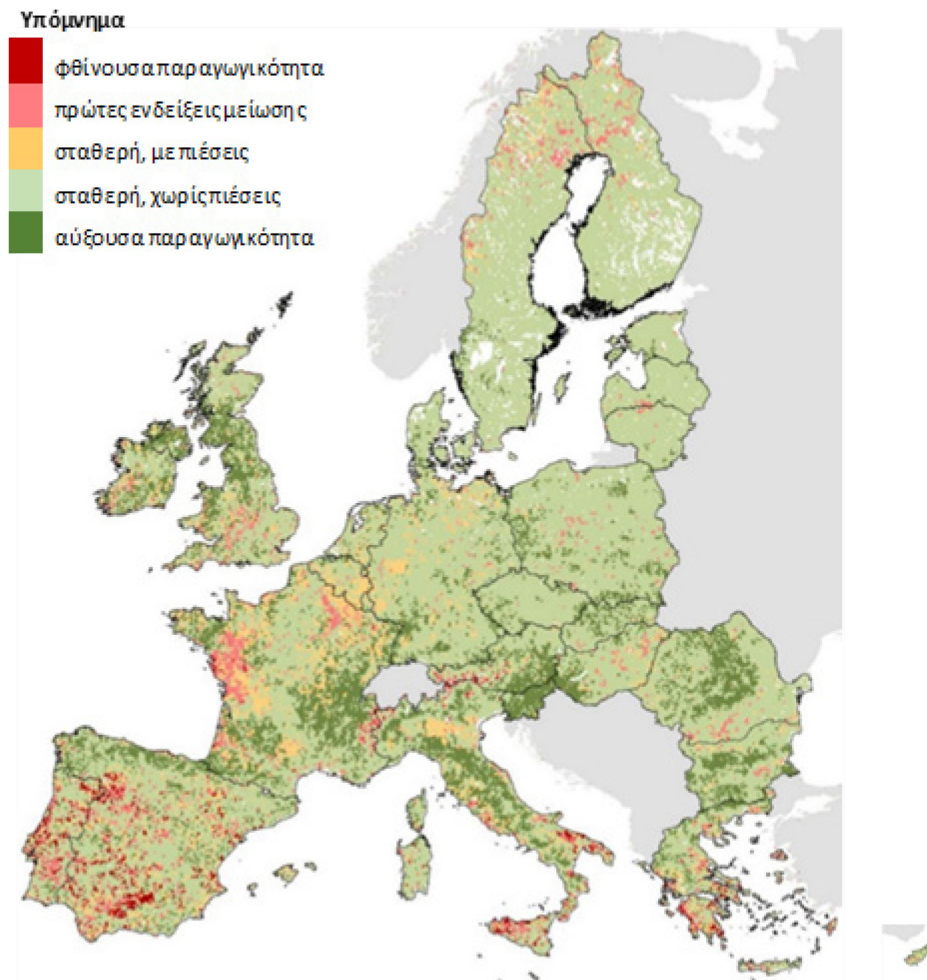 Υπόμνημα
φθίνουσα παραγωγικότητα
πρώτες ενδείξεις μείωσης
σταθερή, με πιέσεις
σταθερή, χωρίς πιέσεις
αύξουσα παραγωγικότητα